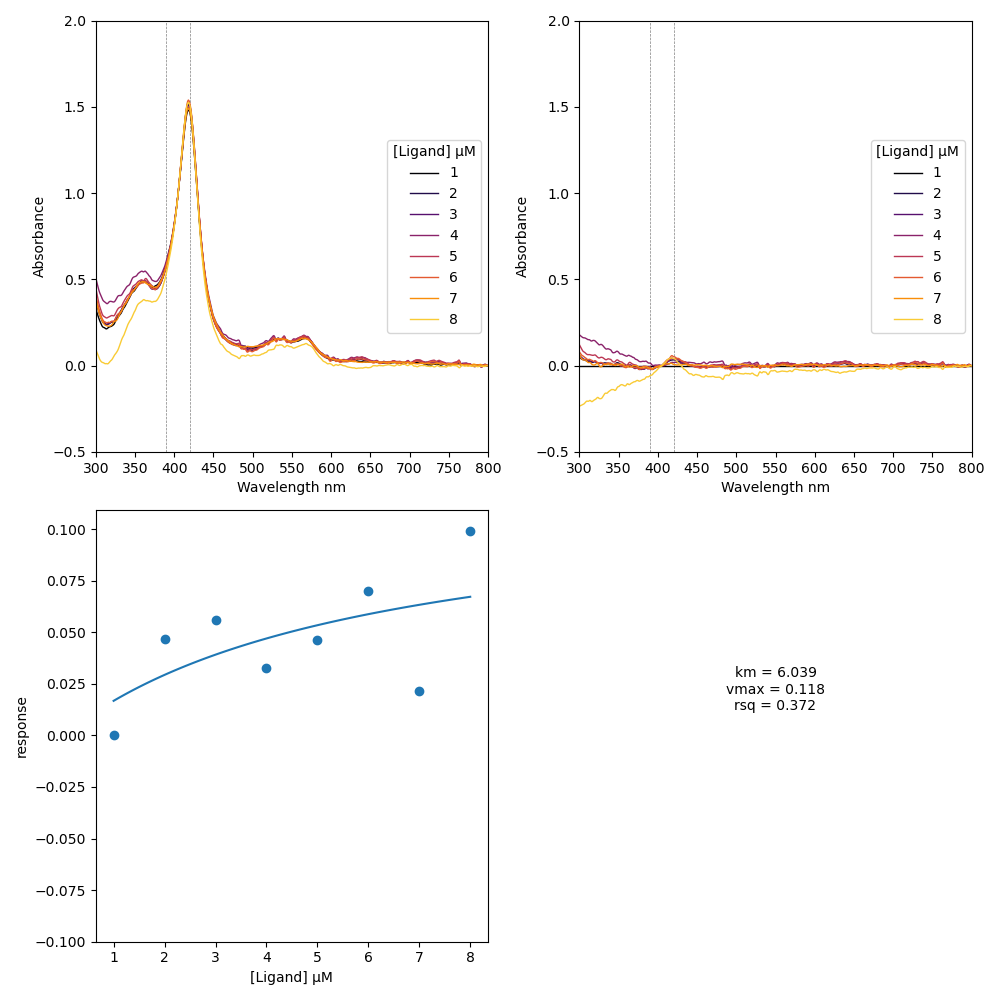 2.0
1.5
1.0
0.5
0.0
−0.5
300 350 400 450 500 550 600 650 700 750 800
Absorbance
Wavelength nm
[Ligand] μM
1
2
3
4
5
6
7
8
2.0
1.5
1.0
0.5
0.0
−0.5
300 350 400 450 500 550 600 650 700 750 800
Absorbance
Wavelength nm
[Ligand] μM
1
2
3
4
5
6
7
8
0.100
0.075
0.050
0.025
0.000
−0.025
−0.050
−0.075
−0.100
1 2 3 4 5 6 7 8
response
[Ligand] μM
km = 6.039
vmax = 0.118
rsq = 0.372